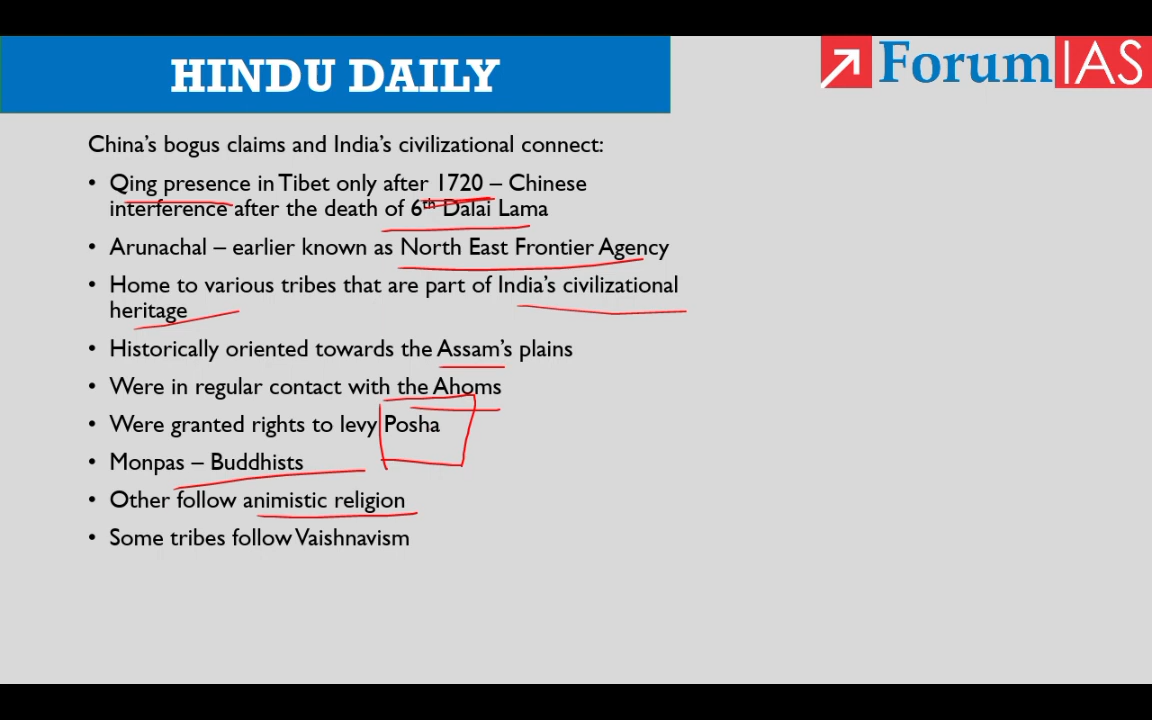 HINDU DAILY
ForumIAS
China's bogus claims and India's civilizational connect:
• Qing presence in Tibet only after 1720 – Chinese
interference after the death of 6th Dalai Lama
• Arunachal – earlier known as North East Frontier Agency
• Home to various tribes that are part of India's civilizational
heritage
• Historically oriented towards the Assam's plains
• Were in regular contact with the Ahoms
• Were granted rights to levy Posha
• Monpas – Buddhists
• Other follow animistic religion
• Some tribes follow Vaishnavism